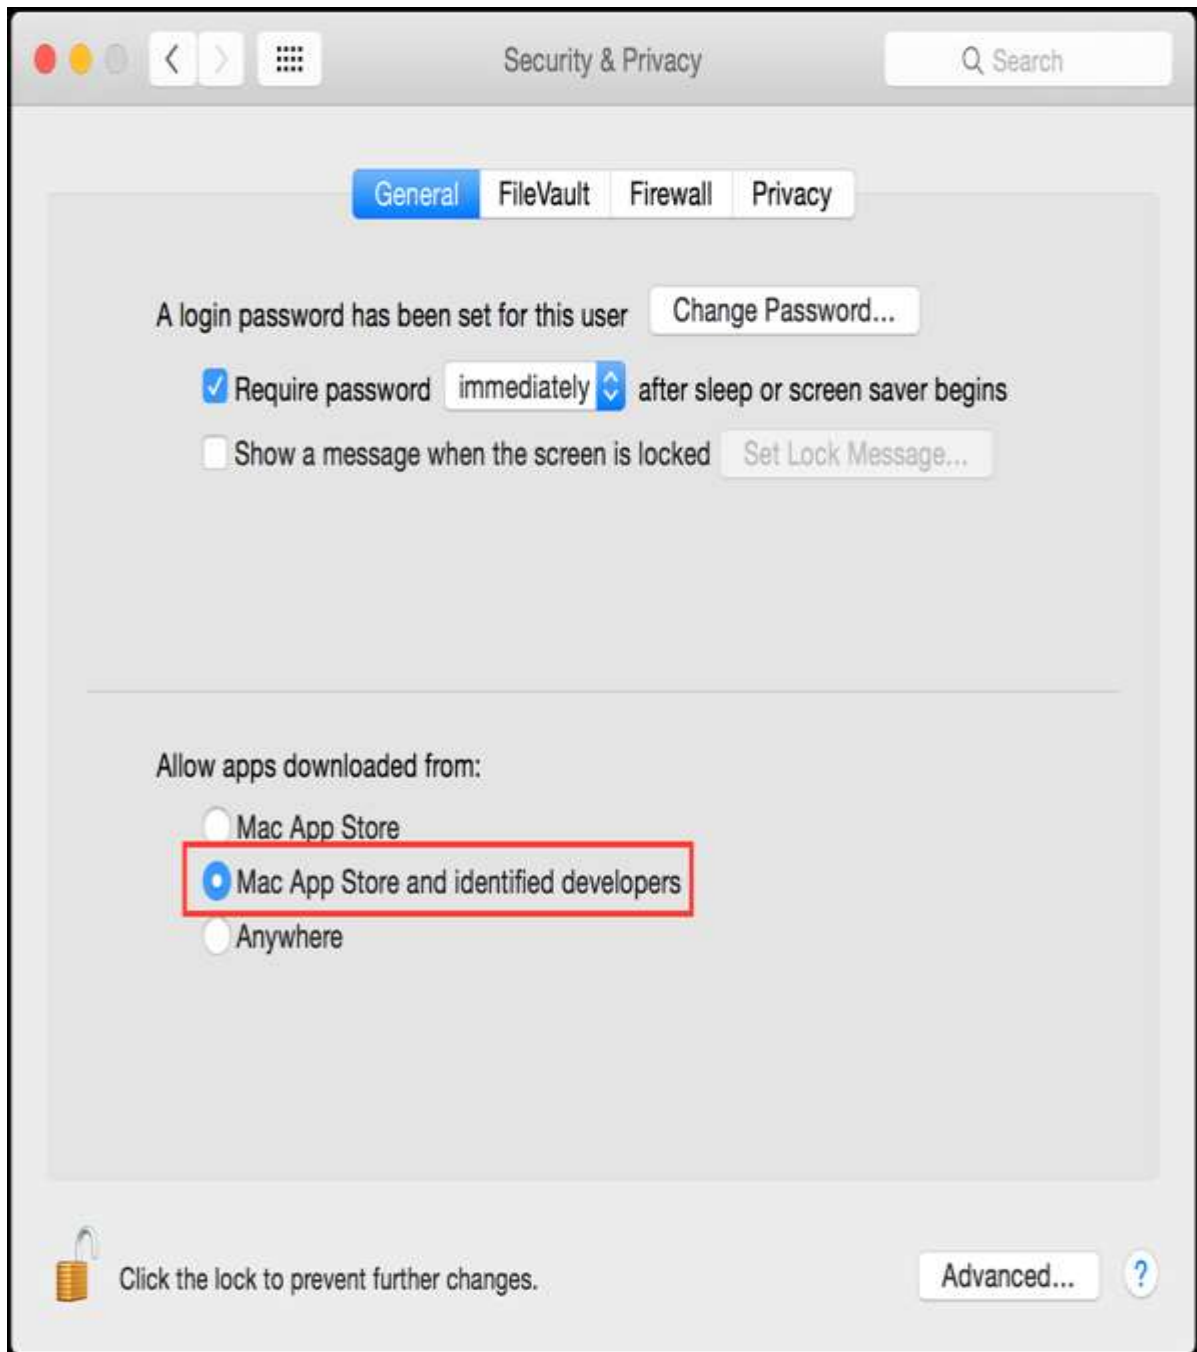 Security & Privacy
Search
General FileVault Firewall Privacy
A login password has been set for this user Change Password...
Require password immediately after sleep or screen saver begins
Show a message when the screen is locked Set Lock Message...
Allow apps downloaded from:
Mac App Store
Mac App Store and identified developers
Anywhere
Click the lock to prevent further changes. Advanced... ?